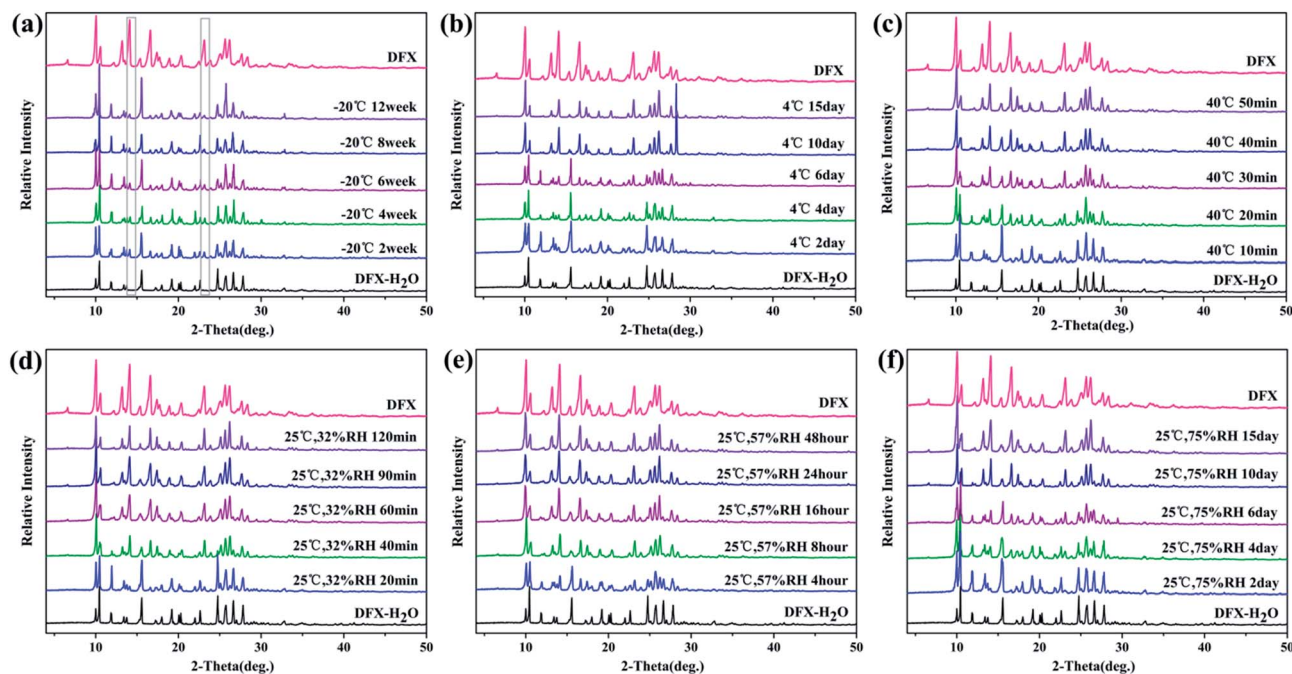 (a)
Relative Intensity
DFX
-20℃ 12week
-20℃ 8week
-20℃ 6week
-20℃ 4week
-20℃ 2week
DFX-H₂O
10 20 30 40 50
2-Theta(deg.)
(b)
Relative Intensity
DFX
4℃ 15day
4℃ 10day
4℃ 6day
4℃ 4day
4℃ 2day
DFX-H₂O
10 20 30 40 50
2-Theta(deg.)
(c)
Relative Intensity
DFX
40℃ 50min
40℃ 40min
40℃ 30min
40℃ 20min
40℃ 10min
DFX-H₂O
10 20 30 40 50
2-Theta(deg.)
(d)
Relative Intensity
DFX
25℃,32%RH 120min
25℃,32%RH 90min
25℃,32%RH 60min
25℃,32%RH 40min
25℃,32%RH 20min
DFX-H₂O
10 20 30 40 50
2-Theta(deg.)
(e)
Relative Intensity
DFX
25℃,57%RH 48hour
25℃,57%RH 24hour
25℃,57%RH 16hour
25℃,57%RH 8hour
25℃,57%RH 4hour
DFX-H₂O
10 20 30 40 50
2-Theta(deg.)
(f)
Relative Intensity
DFX
25℃,75%RH 15day
25℃,75%RH 10day
25℃,75%RH 6day
25℃,75%RH 4day
25℃,75%RH 2day
DFX-H₂O
10 20 30 40 50
2-Theta(deg.)